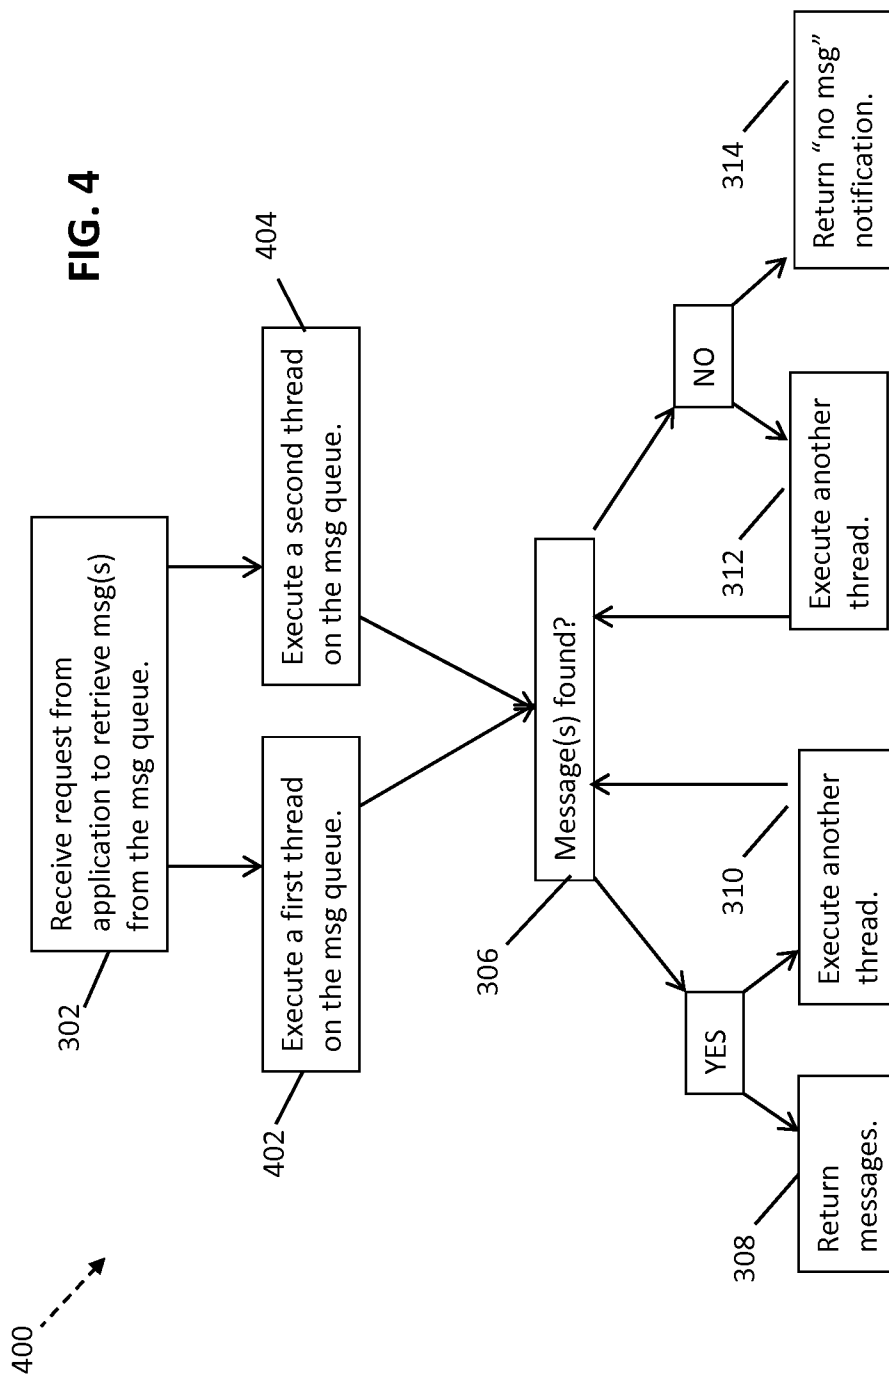 400
FIG. 4
302
Receive request from
application to retrieve msg(s)
from the msg queue.
402
Execute a first thread
on the msg queue.
404
Execute a second thread
on the msg queue.
306
Message(s) found?
YES
NO
308
Return
messages.
310
Execute another
thread.
312
Execute another
thread.
314
Return “no msg”
notification.